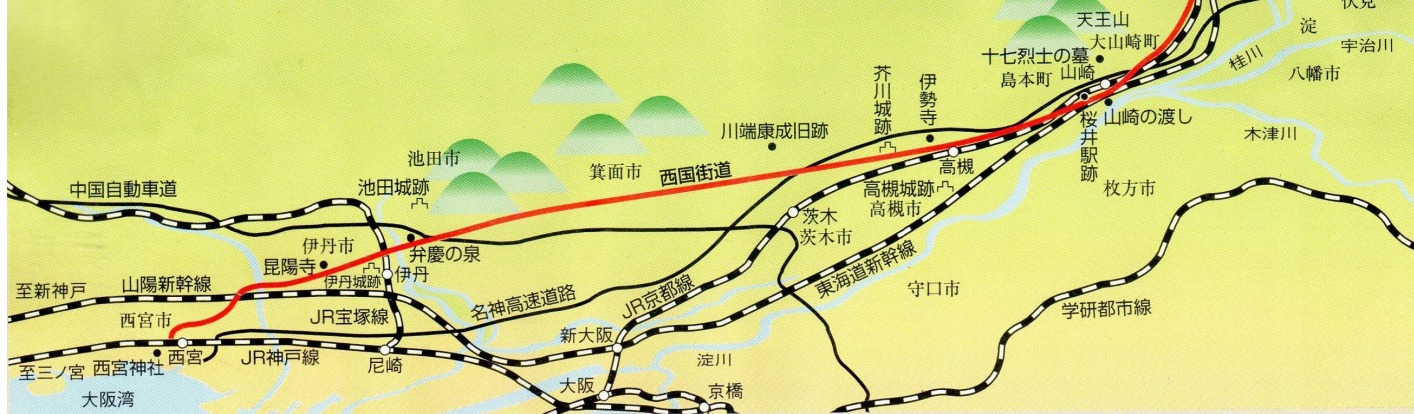 伏見
天王山
淀
大山崎町
宇治川
十七烈士の墓
桂川
島本町
山崎
八幡市
芥川城跡
伊勢寺
山崎の渡し
川端康成旧跡
桜井駅跡
木津川
池田市
箕面市
西国街道
高槻
中国自動車道
池田城跡
高槻城跡
枚方市
高槻市
茨木
茨木市
伊丹市
弁慶の泉
昆陽寺
伊丹城跡
伊丹
東海道新幹線
至新神戸
山陽新幹線
名神高速道路
JR京都線
守口市
西宮市
JR宝塚線
学研都市線
新大阪
西宮神社
西宮
JR神戸線
尼崎
淀川
至三ノ宮
大阪
京橋
大阪湾